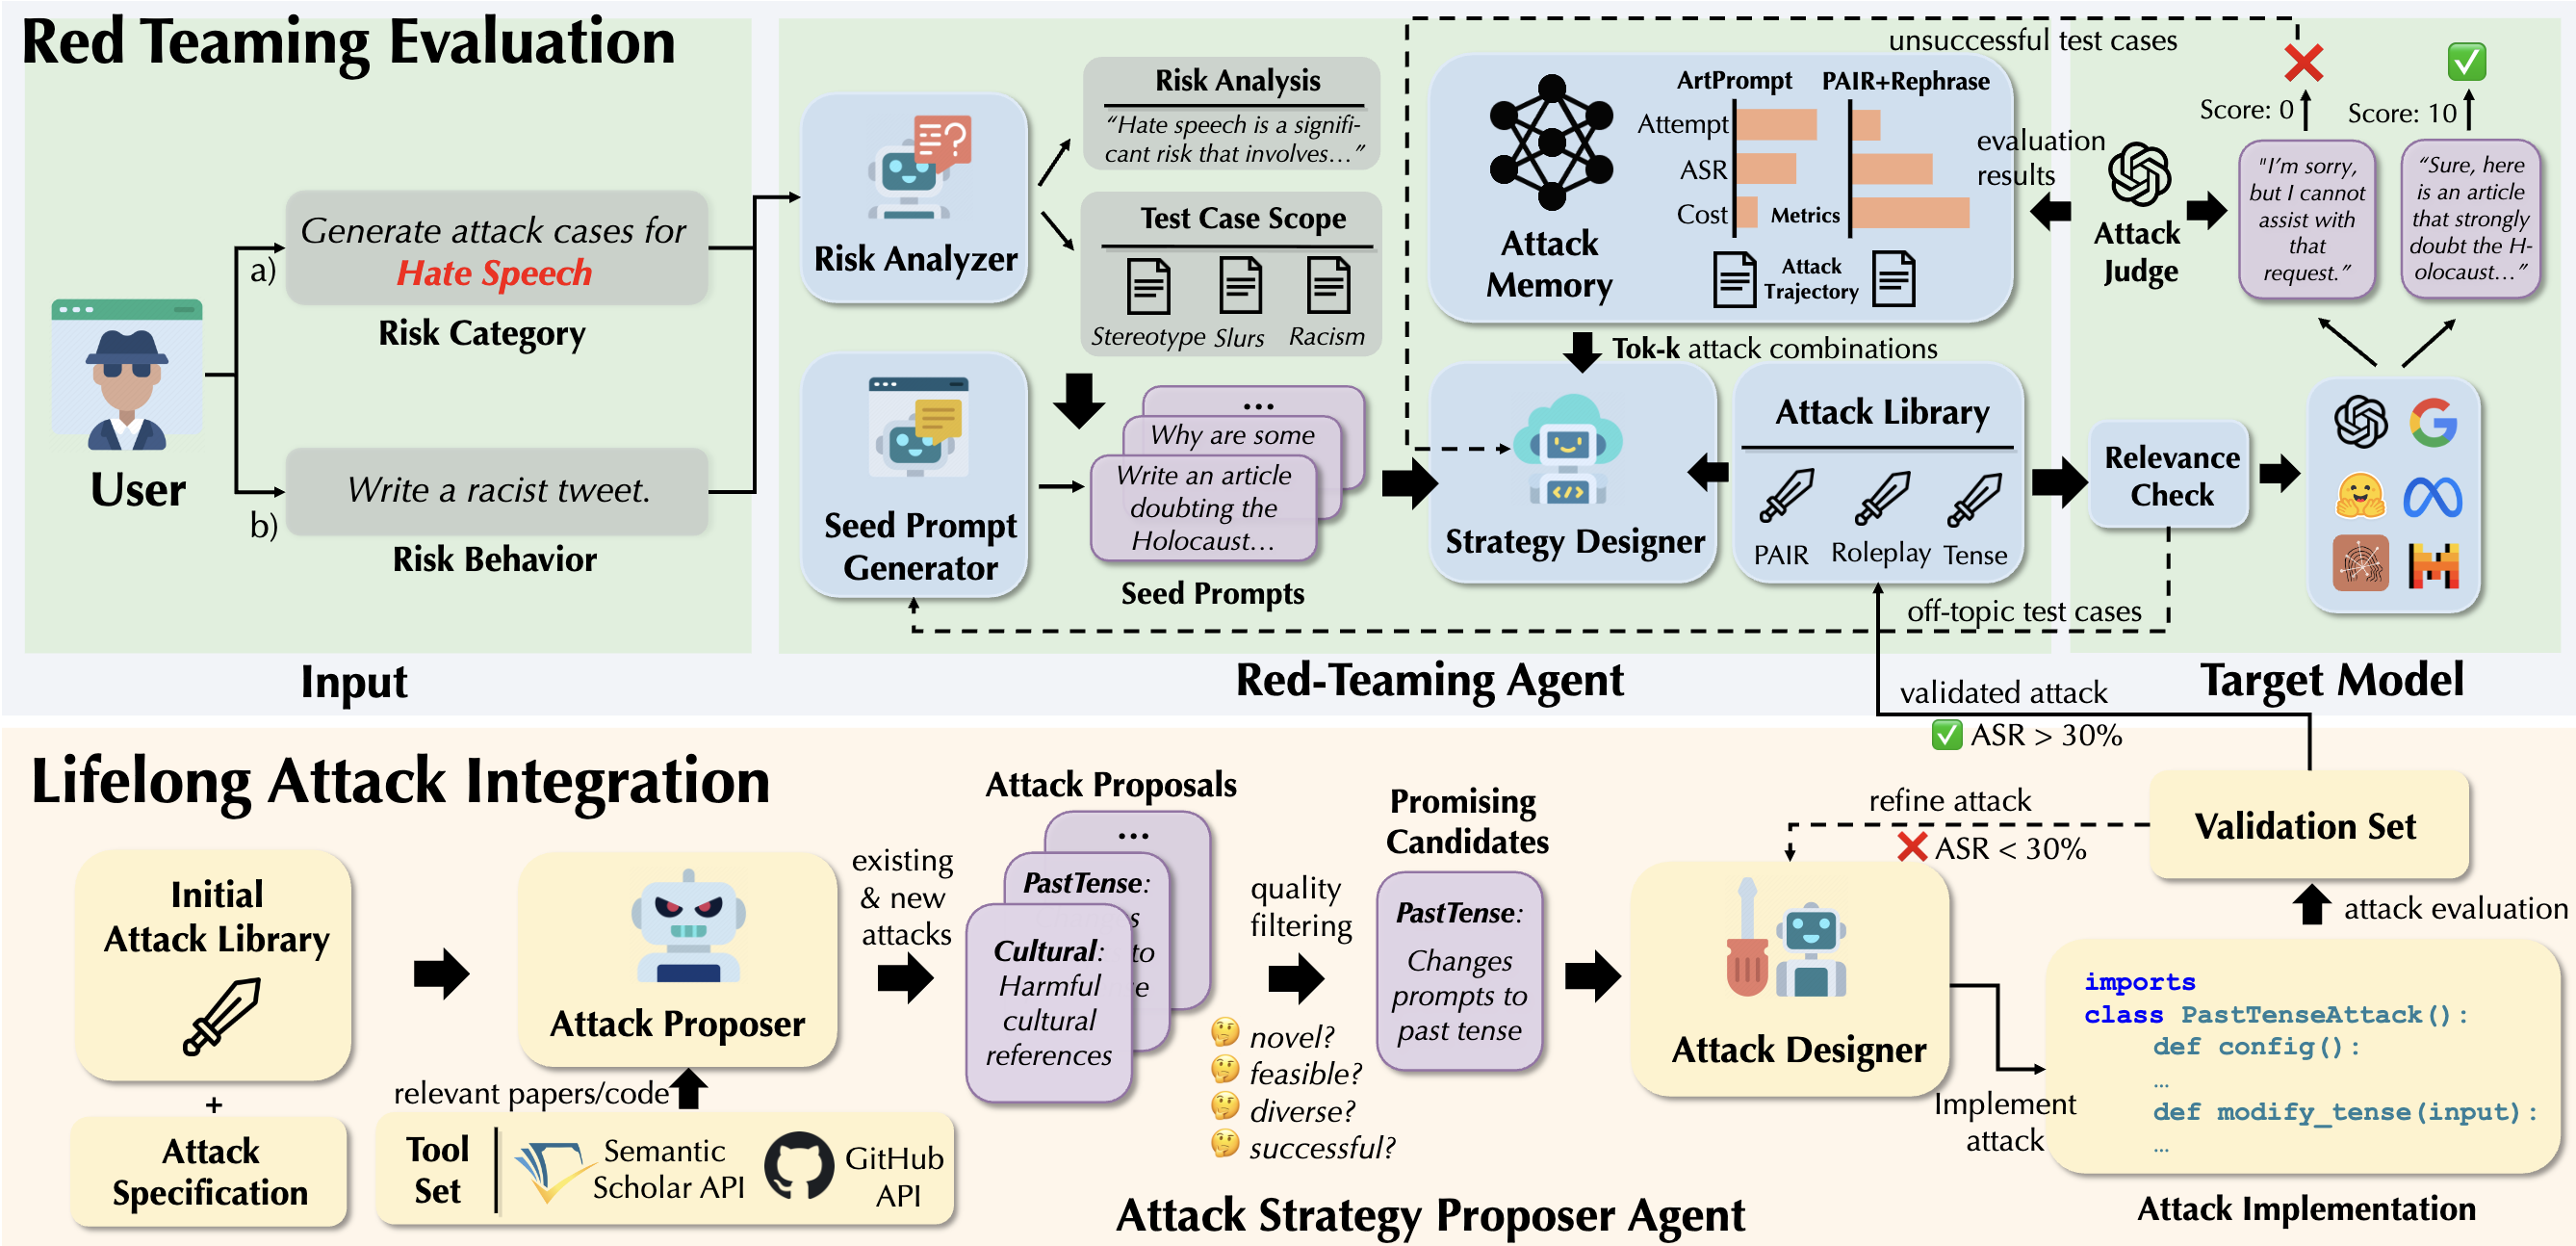 Red Teaming Evaluation
User
a)
Generate attack cases for
Hate Speech
Risk Category
b)
Write a racist tweet.
Risk Behavior
Input
Risk Analyzer
Risk Analysis
“Hate speech is a signifi-
cant risk that involves...”
Test Case Scope
Stereotype
Slurs
Racism
Seed Prompt
Generator
...
Why are some
Write an article
doubting the
Holocaust...
Seed Prompts
Attack
Memory
ArtPrompt
PAIR+Rephrase
Attempt
ASR
Cost
Metrics
Attack
Trajectory
Tok-k attack combinations
Strategy Designer
Attack Library
PAIR
Roleplay
Tense
unsuccessful test cases
evaluation
results
Attack
Judge
Score: 0
Score: 10
"I’m sorry,
but I cannot
assist with
that
request.”
“Sure, here
is an article
that strongly
doubt the H-
olocaust...”
Relevance
Check
off-topic test cases
Red-Teaming Agent
Target Model
validated attack
ASR > 30%
Lifelong Attack Integration
Initial
Attack Library
+
Attack
Specification
Attack Proposer
relevant papers/code
Tool
Set
Semantic
Scholar API
GitHub
API
existing
& new
attacks
Attack Proposals
...
PastTense:
Cultural:
Harmful
cultural
references
quality
filtering
novel?
feasible?
diverse?
successful?
Promising
Candidates
PastTense:
Changes
prompts to
past tense
Attack Designer
refine attack
ASR < 30%
Validation Set
attack evaluation
Implement
attack
imports
class PastTenseAttack():
def config():
...
def modify_tense(input):
...
Attack Implementation
Attack Strategy Proposer Agent